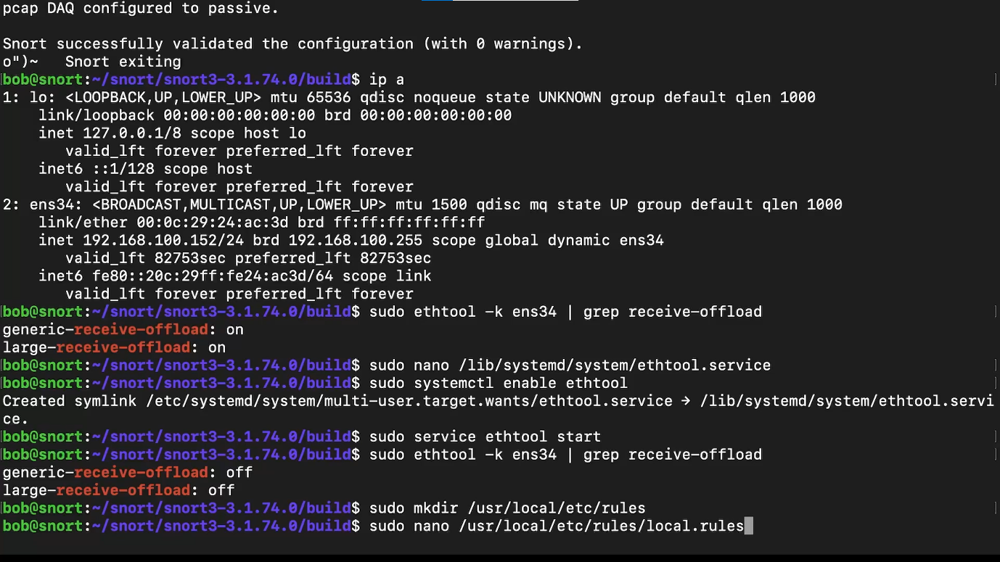 pcap DAQ configured to passive.

Snort successfully validated the configuration (with 0 warnings).
o")~   Snort exiting
bob@snort:~/snort/snort3-3.1.74.0/build$ ip a
1: lo: <LOOPBACK,UP,LOWER_UP> mtu 65536 qdisc noqueue state UNKNOWN group default qlen 1000
    link/loopback 00:00:00:00:00:00 brd 00:00:00:00:00:00
    inet 127.0.0.1/8 scope host lo
       valid_lft forever preferred_lft forever
    inet6 ::1/128 scope host
       valid_lft forever preferred_lft forever
2: ens34: <BROADCAST,MULTICAST,UP,LOWER_UP> mtu 1500 qdisc mq state UP group default qlen 1000
    link/ether 00:0c:29:24:ac:3d brd ff:ff:ff:ff:ff:ff
    inet 192.168.100.152/24 brd 192.168.100.255 scope global dynamic ens34
       valid_lft 82753sec preferred_lft 82753sec
    inet6 fe80::20c:29ff:fe24:ac3d/64 scope link
       valid_lft forever preferred_lft forever
bob@snort:~/snort/snort3-3.1.74.0/build$ sudo ethtool -k ens34 | grep receive-offload
generic-receive-offload: on
large-receive-offload: on
bob@snort:~/snort/snort3-3.1.74.0/build$ sudo nano /lib/systemd/system/ethtool.service
bob@snort:~/snort/snort3-3.1.74.0/build$ sudo systemctl enable ethtool
Created symlink /etc/systemd/system/multi-user.target.wants/ethtool.service → /lib/systemd/system/ethtool.servi
ce.
bob@snort:~/snort/snort3-3.1.74.0/build$ sudo service ethtool start
bob@snort:~/snort/snort3-3.1.74.0/build$ sudo ethtool -k ens34 | grep receive-offload
generic-receive-offload: off
large-receive-offload: off
bob@snort:~/snort/snort3-3.1.74.0/build$ sudo mkdir /usr/local/etc/rules
bob@snort:~/snort/snort3-3.1.74.0/build$ sudo nano /usr/local/etc/rules/local.rules